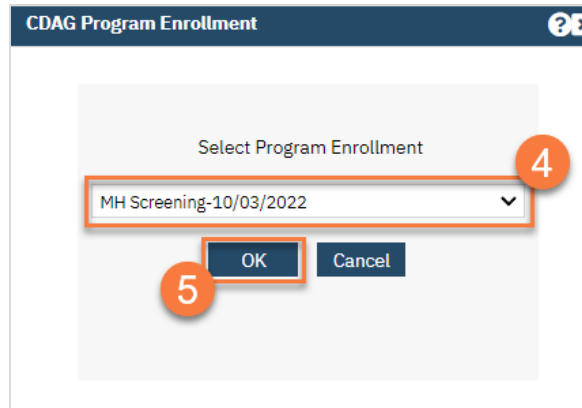 CDAG Program Enrollment ?
Select Program Enrollment
4
MH Screening-10/03/2022
OK Cancel
5